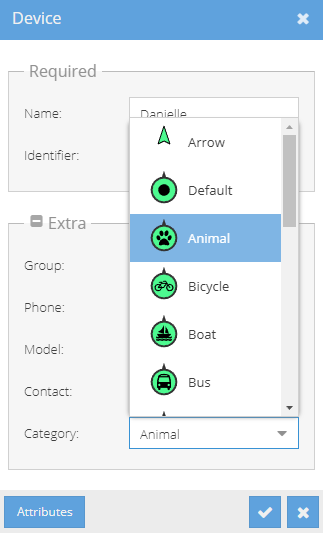 Device
Required
Name: Danielle
Identifier:
Arrow
Default
Extra
Animal
Group:
Bicycle
Phone:
Boat
Model:
Bus
Contact:
Category: Animal
Attributes